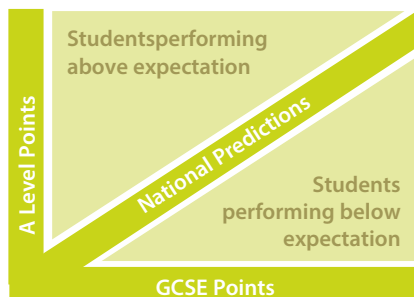 Studentsperforming
above expectation
A Level Points
National Predictions
Students
performing below
expectation
GCSE Points